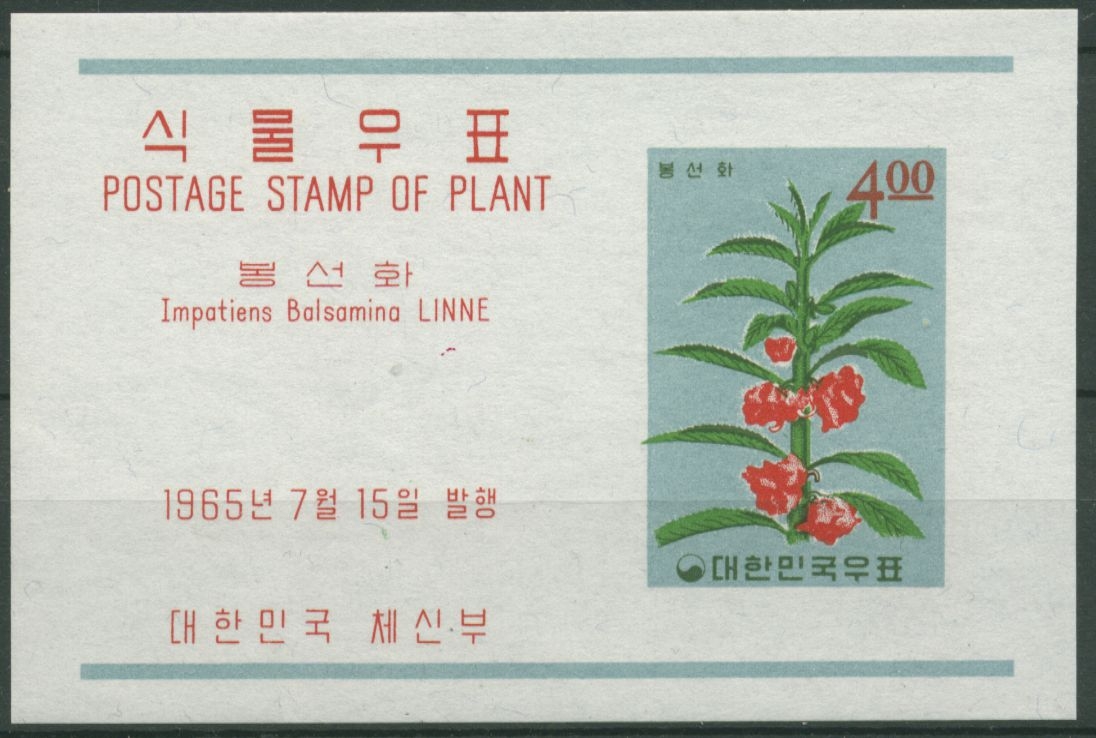 식물우표
POSTAGE STAMP OF PLANT
봉선화
Impatiens Balsamina LINNE
1965년 7월 15일 발행
대한민국 체신부
봉선화
4.00
대한민국우표